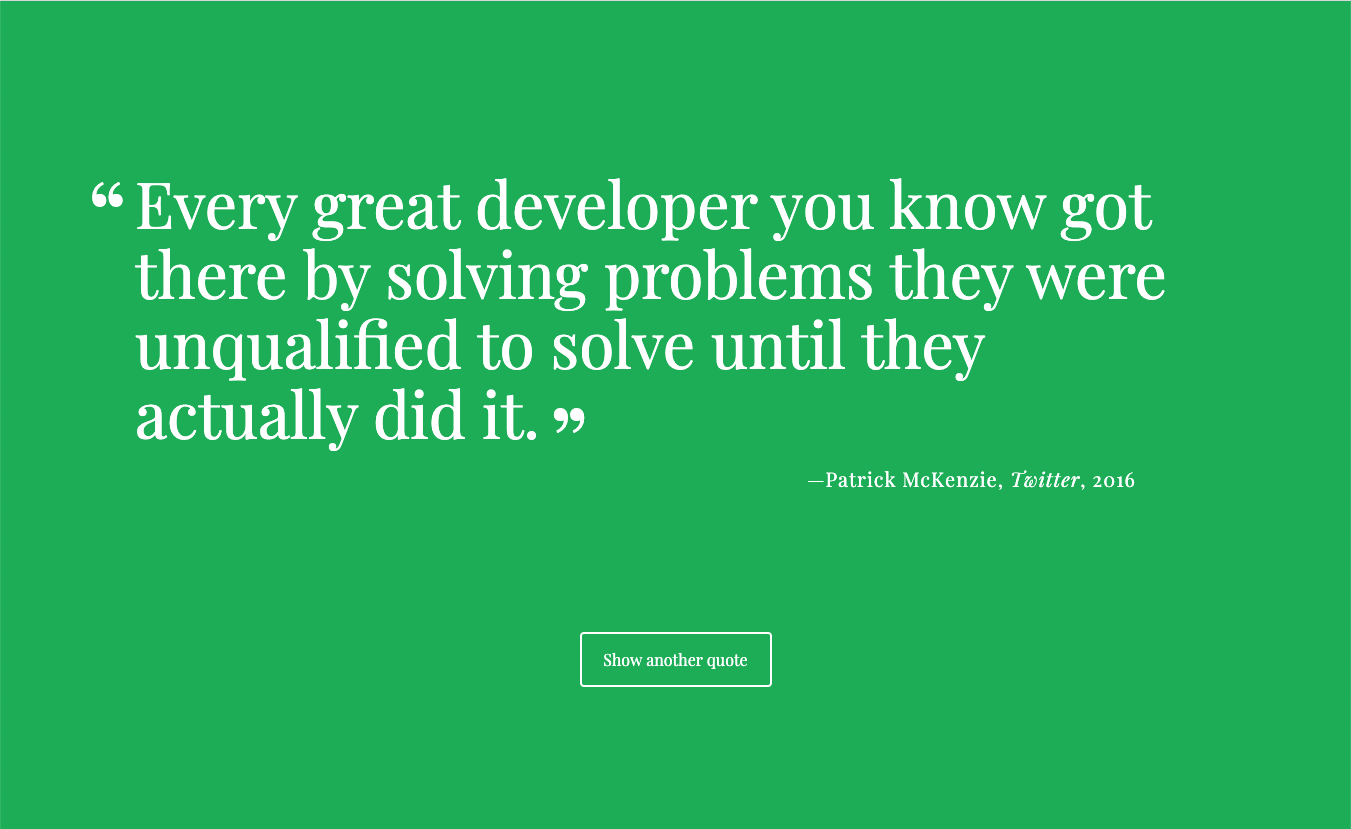 “Every great developer you know got
there by solving problems they were
unqualified to solve until they
actually did it.”
—Patrick McKenzie, Twitter, 2016
Show another quote